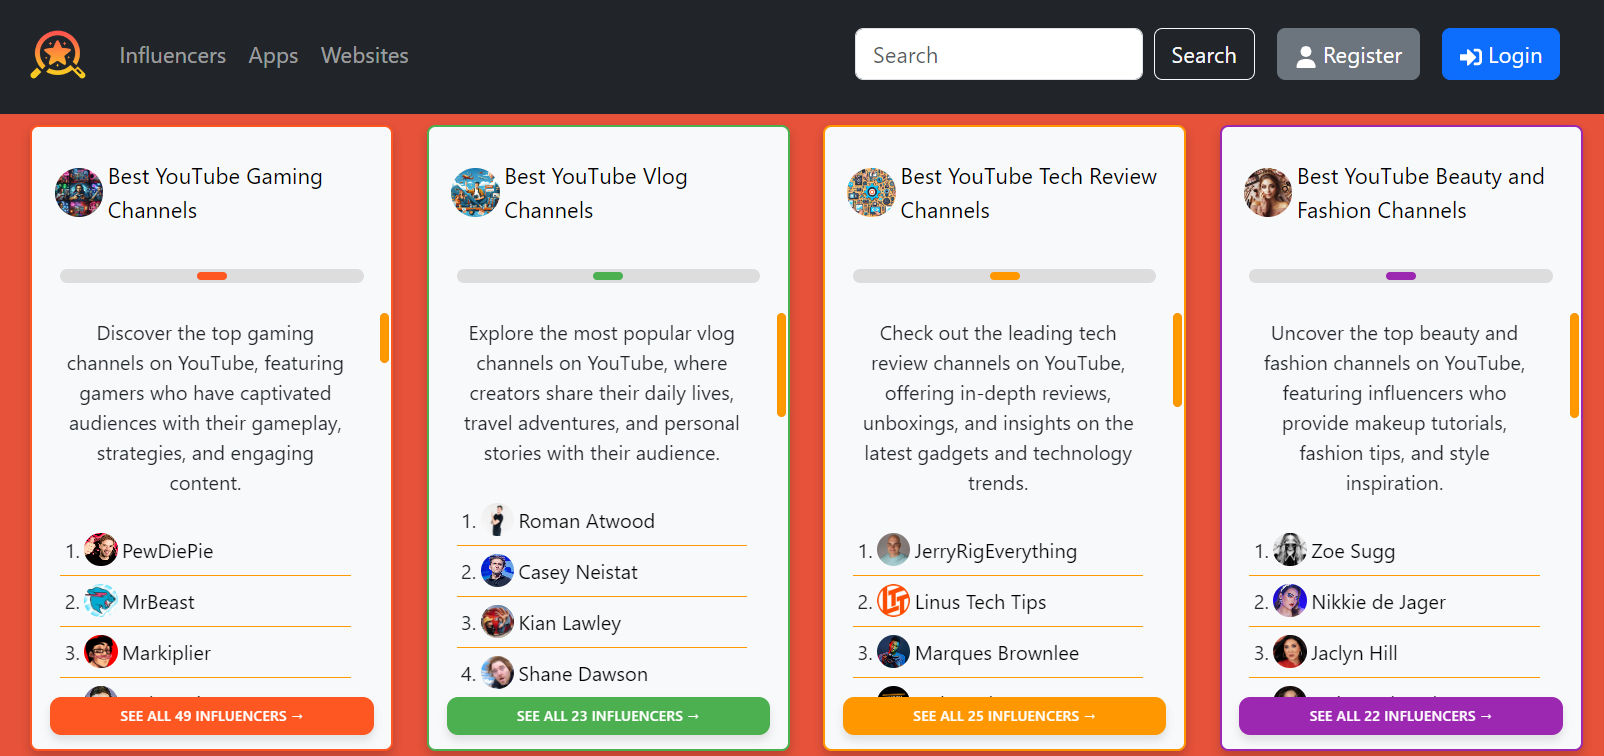 Influencers Apps Websites Search Search Register Login
Best YouTube Gaming
Channels
Discover the top gaming
channels on YouTube, featuring
gamers who have captivated
audiences with their gameplay,
strategies, and engaging
content.
1. PewDiePie
2. MrBeast
3. Markiplier
SEE ALL 49 INFLUENCERS →
Best YouTube Vlog
Channels
Explore the most popular vlog
channels on YouTube, where
creators share their daily lives,
travel adventures, and personal
stories with their audience.
1. Roman Atwood
2. Casey Neistat
3. Kian Lawley
4. Shane Dawson
SEE ALL 23 INFLUENCERS →
Best YouTube Tech Review
Channels
Check out the leading tech
review channels on YouTube,
offering in-depth reviews,
unboxings, and insights on the
latest gadgets and technology
trends.
1. JerryRigEverything
2. Linus Tech Tips
3. Marques Brownlee
SEE ALL 25 INFLUENCERS →
Best YouTube Beauty and
Fashion Channels
Uncover the top beauty and
fashion channels on YouTube,
featuring influencers who
provide makeup tutorials,
fashion tips, and style
inspiration.
1. Zoe Sugg
2. Nikkie de Jager
3. Jaclyn Hill
SEE ALL 22 INFLUENCERS →